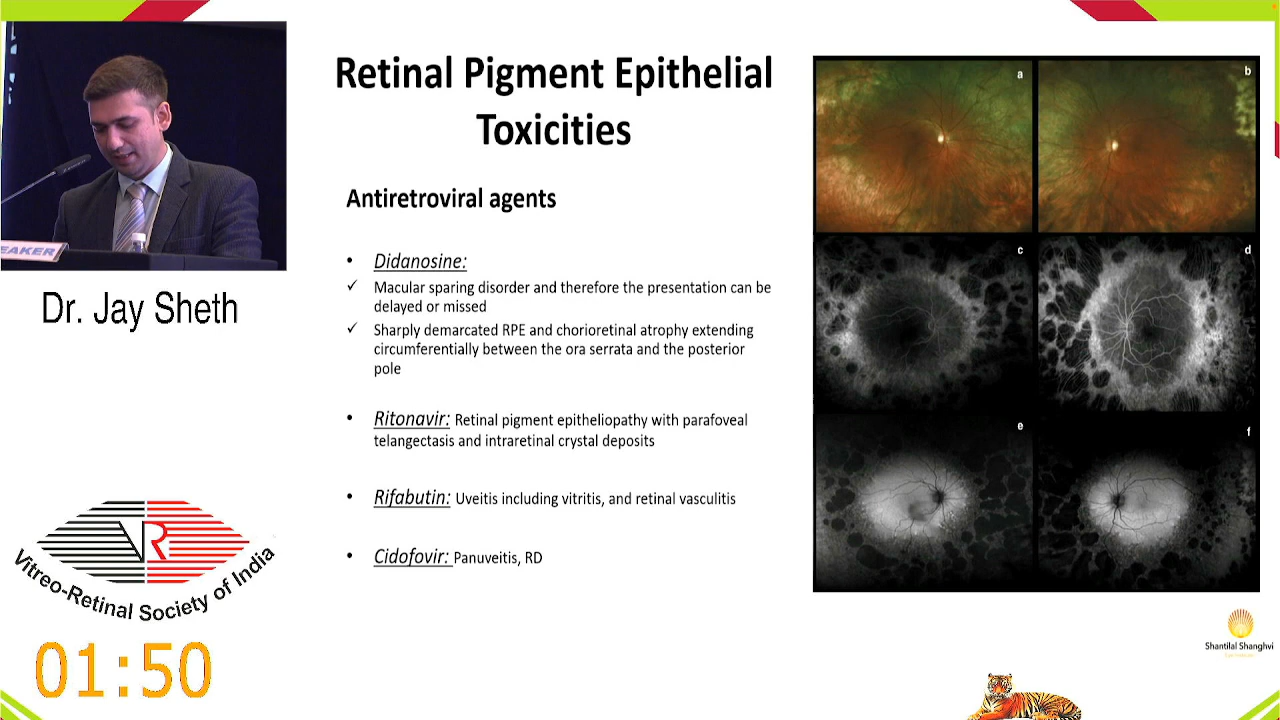 Retinal Pigment Epithelial
Toxicities
Antiretroviral agents
• Didanosine:
✓ Macular sparing disorder and therefore the presentation can be
delayed or missed
✓ Sharply demarcated RPE and chorioretinal atrophy extending
circumferentially between the ora serrata and the posterior
pole
• Ritonavir: Retinal pigment epitheliopathy with parafoveal
telangectasis and intraretinal crystal deposits
• Rifabutin: Uveitis including vitritis, and retinal vasculitis
• Cidofovir: Panuveitis, RD
a
b
c
d
e
f
EAKER
Dr. Jay Sheth
VR
Vitreo-Retinal Society of India
01:50
Shantilal Shanghvi